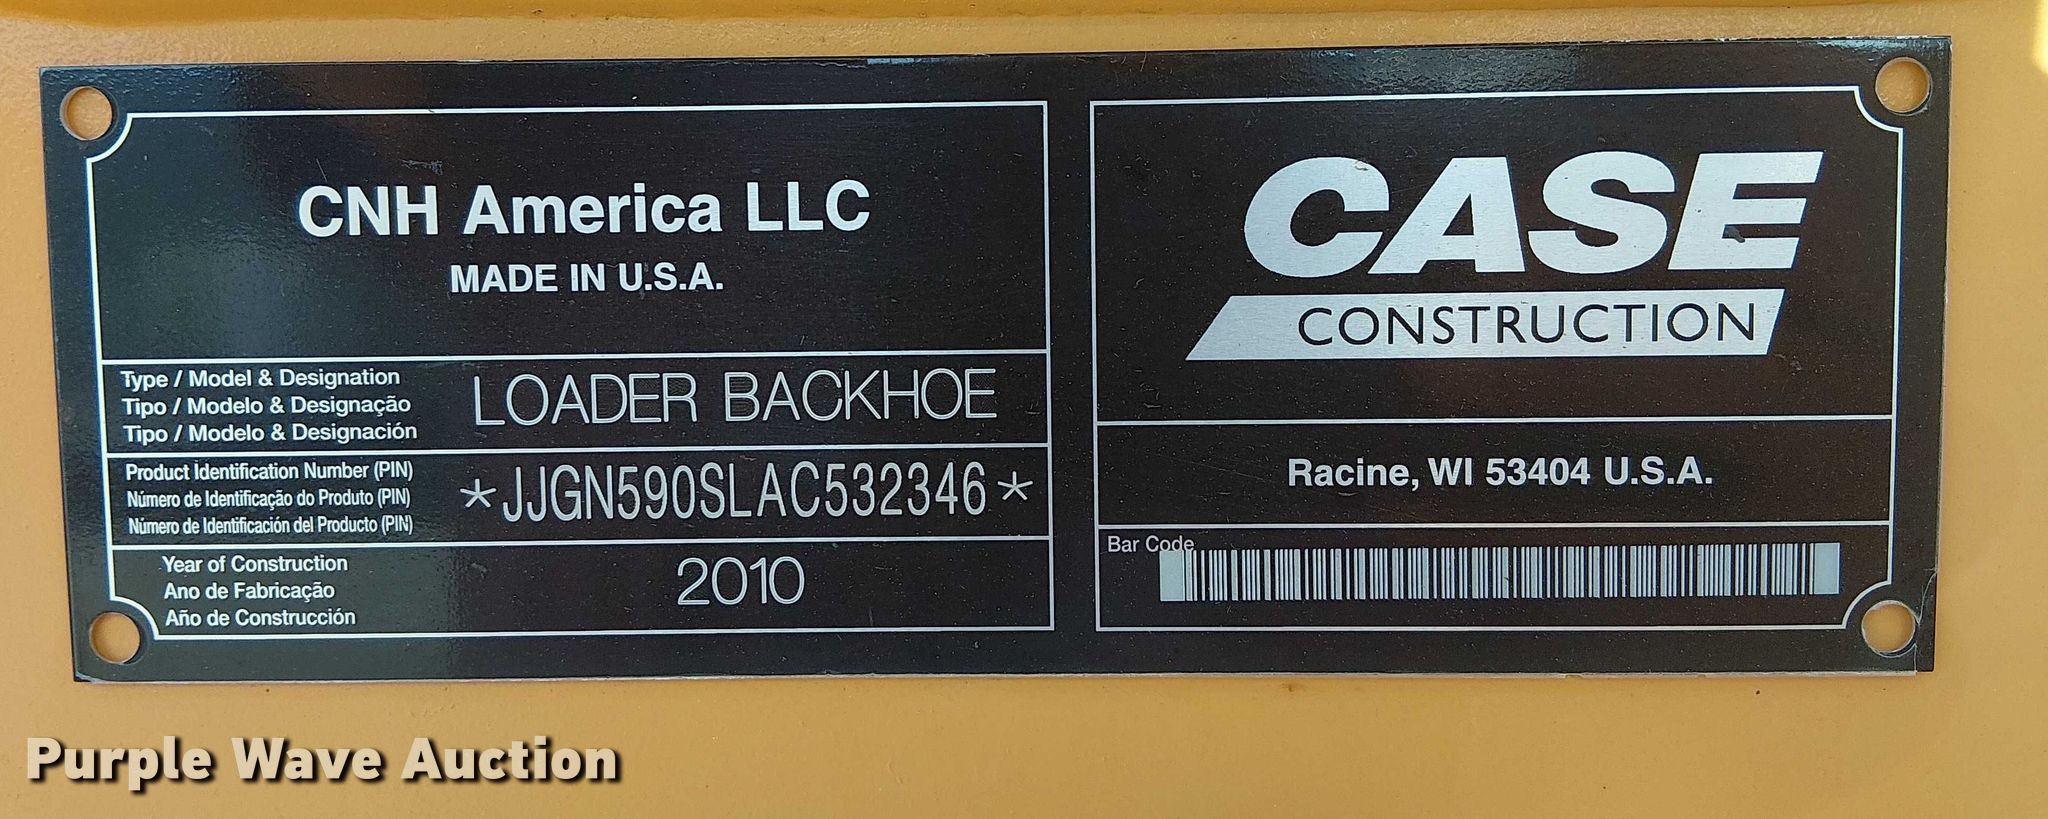 CNH America LLC
MADE IN U.S.A.
Type / Model & Designation
Tipo / Modelo & Designação
Tipo / Modelo & Designación
LOADER BACKHOE
Product Identification Number (PIN)
Número de Identificação do Produto (PIN)
Número de Identificación del Producto (PIN)
*JJGN590SLAC532346*
Year of Construction
Ano de Fabricação
Año de Construcción
2010
CASE
CONSTRUCTION
Racine, WI 53404 U.S.A.
Bar Code
Purple Wave Auction